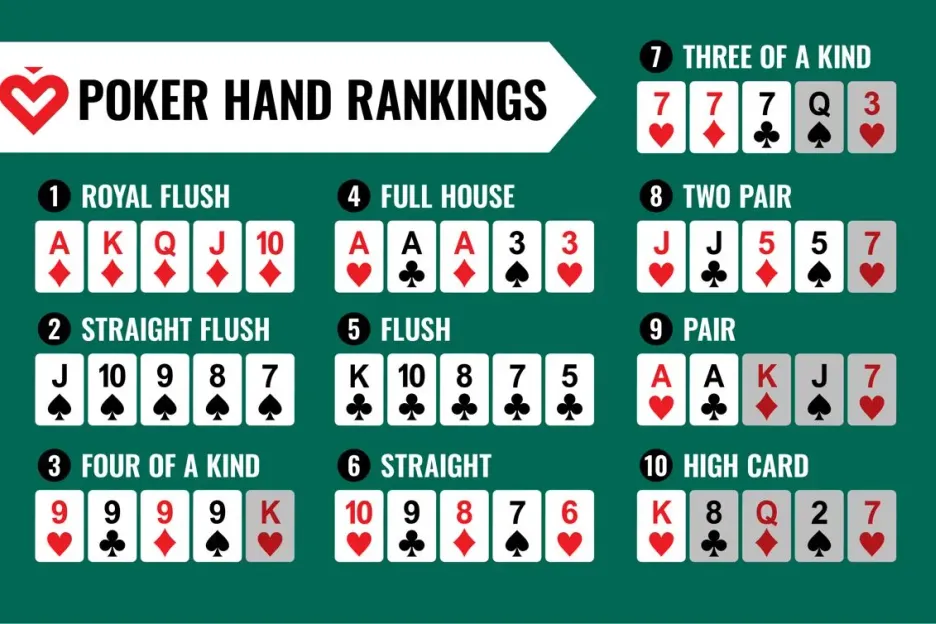 POKER HAND RANKINGS
1 ROYAL FLUSH
A K Q J 10
2 STRAIGHT FLUSH
J 10 9 8 7
3 FOUR OF A KIND
9 9 9 9 K
4 FULL HOUSE
A A A 3 3
5 FLUSH
K 10 8 7 5
6 STRAIGHT
10 9 8 7 6
7 THREE OF A KIND
7 7 7 Q 3
8 TWO PAIR
J J 5 5 7
9 PAIR
A A K J 7
10 HIGH CARD
K 8 Q 2 7